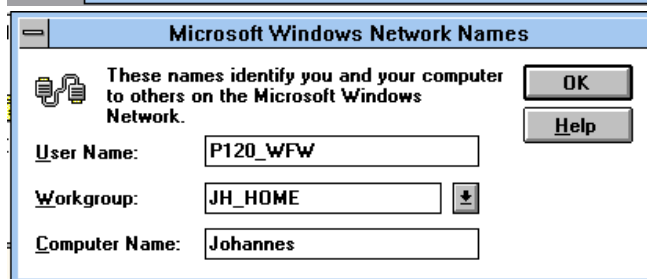 Microsoft Windows Network Names
These names identify you and your computer
to others on the Microsoft Windows
Network.
OK
Help
User Name: P120_WFW
Workgroup: JH_HOME
Computer Name: Johannes